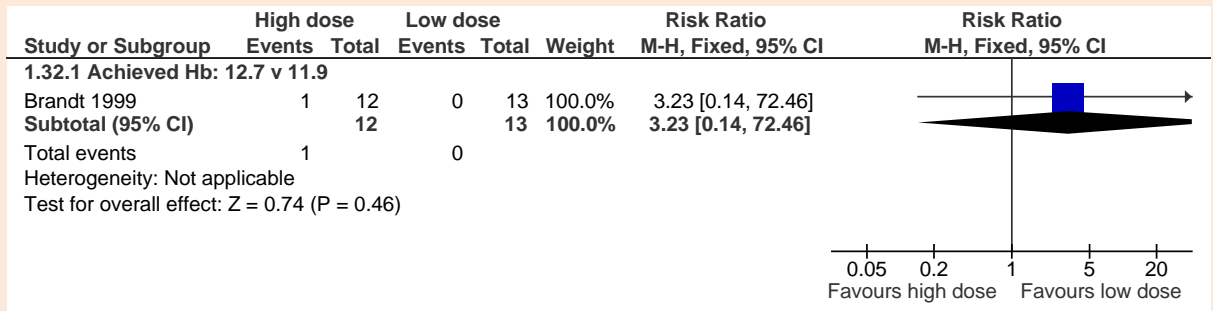 High dose Low dose Risk Ratio Risk Ratio
Study or Subgroup Events Total Events Total Weight M-H, Fixed, 95% CI M-H, Fixed, 95% CI
1.32.1 Achieved Hb: 12.7 v 11.9
Brandt 1999 1 12 0 13 100.0% 3.23 [0.14, 72.46]
Subtotal (95% CI) 12 13 100.0% 3.23 [0.14, 72.46]
Total events 1 0
Heterogeneity: Not applicable
Test for overall effect: Z = 0.74 (P = 0.46)
0.05 0.2 1 5 20
Favours high dose Favours low dose